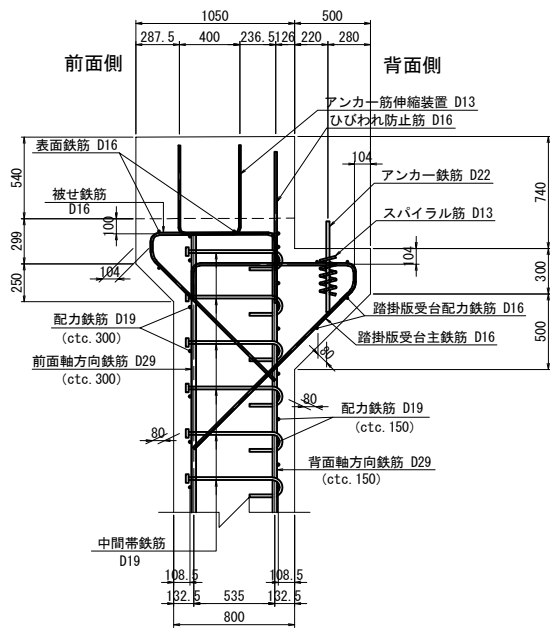 1050
500
287.5
400
236.5
126
220
280
前面側
背面側
アンカー筋伸縮装置 D13
ひびわれ防止筋 D16
表面鉄筋 D16
104
アンカー鉄筋 D22
被せ鉄筋
D16
スパイラル筋 D13
540
100
740
299
104
104
300
250
配力鉄筋 D19
(ctc.300)
踏掛版受台配力鉄筋 D16
踏掛版受台主鉄筋 D16
500
前面軸方向鉄筋 D29
(ctc.300)
80
80
80
配力鉄筋 D19
(ctc.150)
背面軸方向鉄筋 D29
(ctc.150)
中間帯鉄筋
D19
108.5
108.5
132.5
535
132.5
800